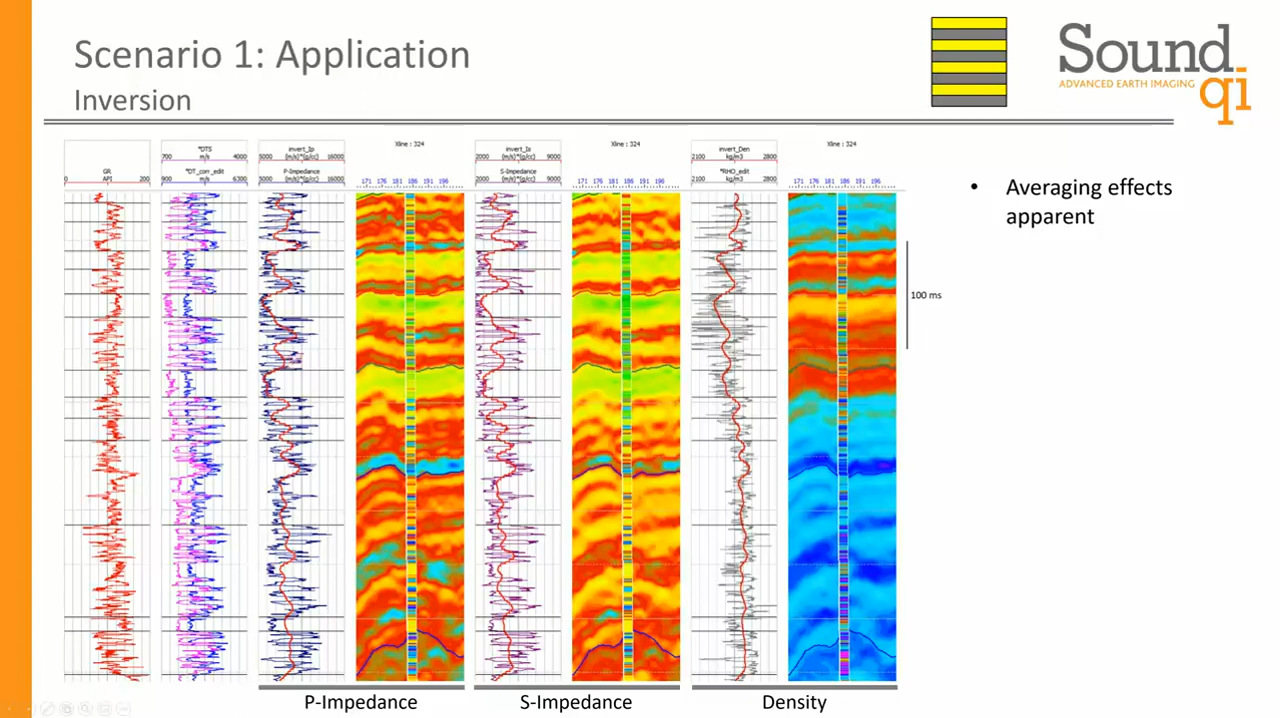 Scenario 1: Application
Inversion
Sound
qi
ADVANCED EARTH IMAGING
GR
0 API 200
*DTS
700 m/s 4000
*DT_corr_edit
900 m/s 6300
invert_Ip
5000 (m/s)*(g/cc) 16000
P-Impedance
5000 (m/s)*(g/cc) 16000
Xline : 324
171 176 181 186 191 196
invert_Is
2000 (m/s)*(g/cc) 9000
S-Impedance
2000 (m/s)*(g/cc) 9000
Xline : 324
171 176 181 186 191 196
invert_Den
2100 kg/m3 2800
*RHO_edit
2100 kg/m3 2800
Xline : 324
171 176 181 186 191 196
• Averaging effects
apparent
100 ms
P-Impedance
S-Impedance
Density